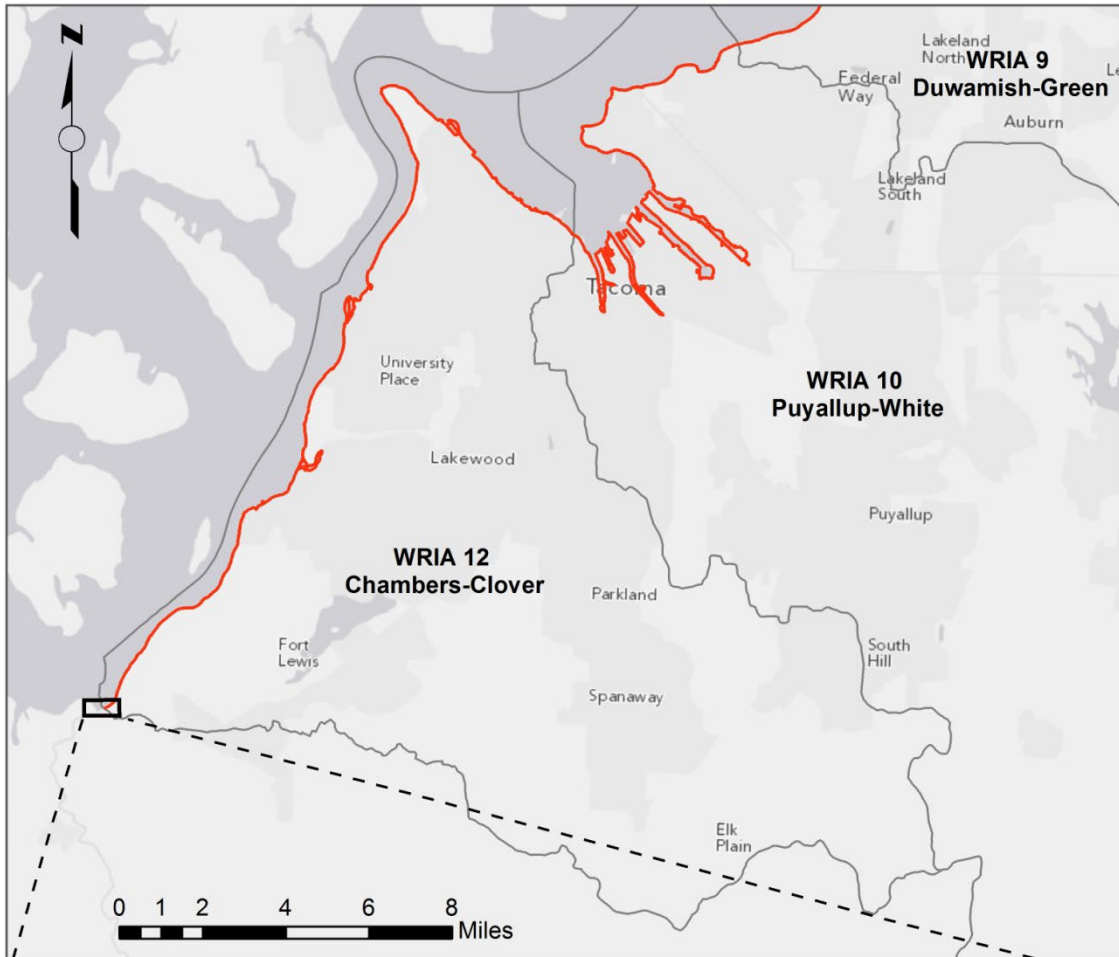 N
Lakeland
North
WRIA 9
Duwamish-Green
Le
Federal
Way
Auburn
Lakeland
South
Tacoma
University
Place
WRIA 10
Puyallup-White
Lakewood
Puyallup
WRIA 12
Chambers-Clover
Parkland
Fort
Lewis
South
Hill
Spanaway
Elk
Plain
0 1 2 4 6 8
Miles